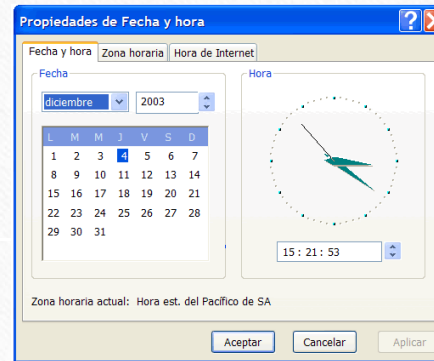 Propiedades de Fecha y hora
Fecha y hora Zona horaria Hora de Internet
Fecha
diciembre 2003
L M M J V S D
1 2 3 4 5 6 7
8 9 10 11 12 13 14
15 16 17 18 19 20 21
22 23 24 25 26 27 28
29 30 31
Hora
15 : 21 : 53
Zona horaria actual: Hora est. del Pacífico de SA
Aceptar Cancelar Aplicar